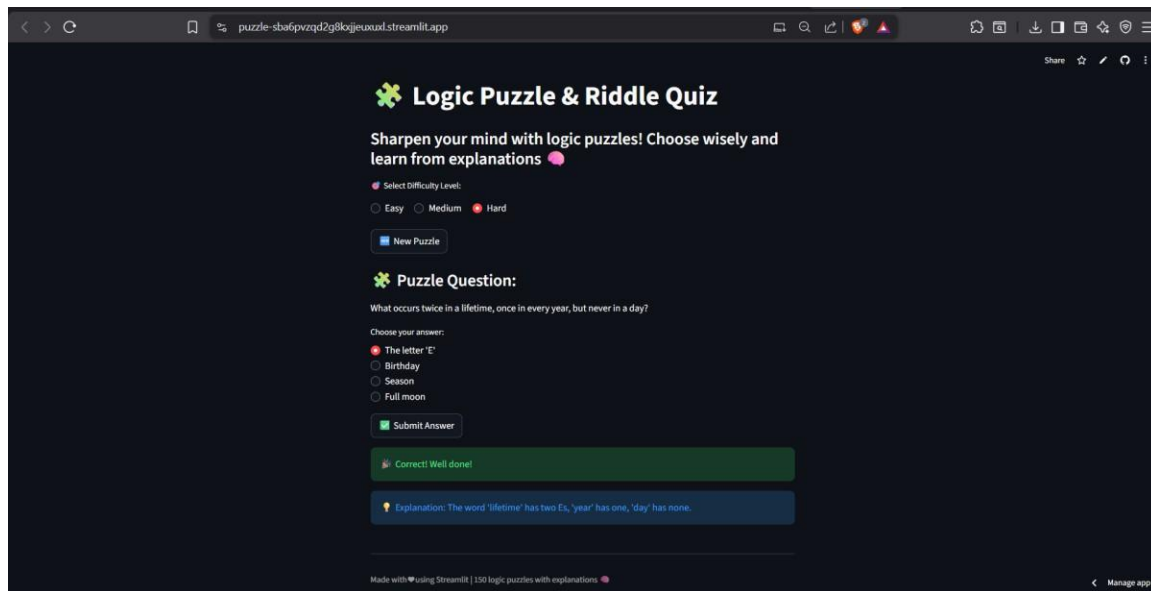 puzzle-sba6pvzqd2g8lxjjeuxuxl.streamlit.app
Share
Logic Puzzle & Riddle Quiz
Sharpen your mind with logic puzzles! Choose wisely and
learn from explanations
Select Difficulty Level:
Easy Medium Hard
New Puzzle
Puzzle Question:
What occurs twice in a lifetime, once in every year, but never in a day?
Choose your answer:
The letter 'E'
Birthday
Season
Full moon
Submit Answer
Correct! Well done!
Explanation: The word 'lifetime' has two Es, 'year' has one, 'day' has none.
Made with❤using Streamlit | 150 logic puzzles with explanations
Manage app